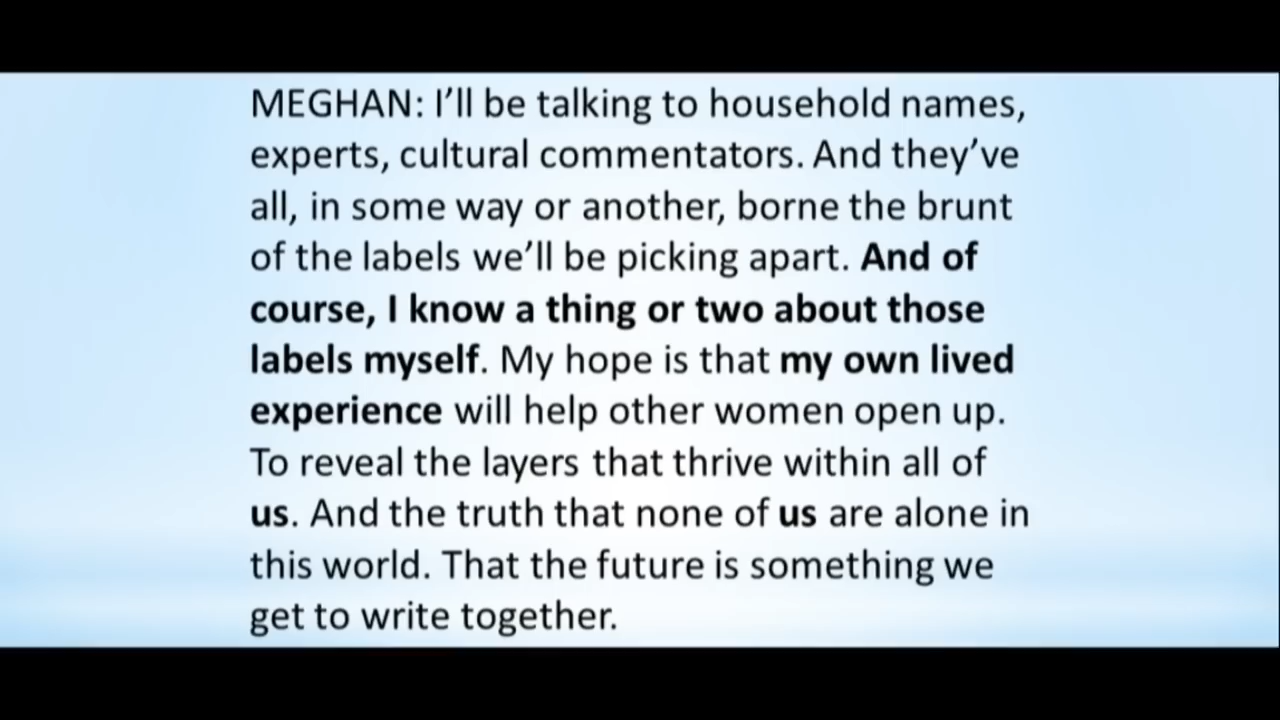 MEGHAN: I’ll be talking to household names,
experts, cultural commentators. And they’ve
all, in some way or another, borne the brunt
of the labels we’ll be picking apart. And of
course, I know a thing or two about those
labels myself. My hope is that my own lived
experience will help other women open up.
To reveal the layers that thrive within all of
us. And the truth that none of us are alone in
this world. That the future is something we
get to write together.